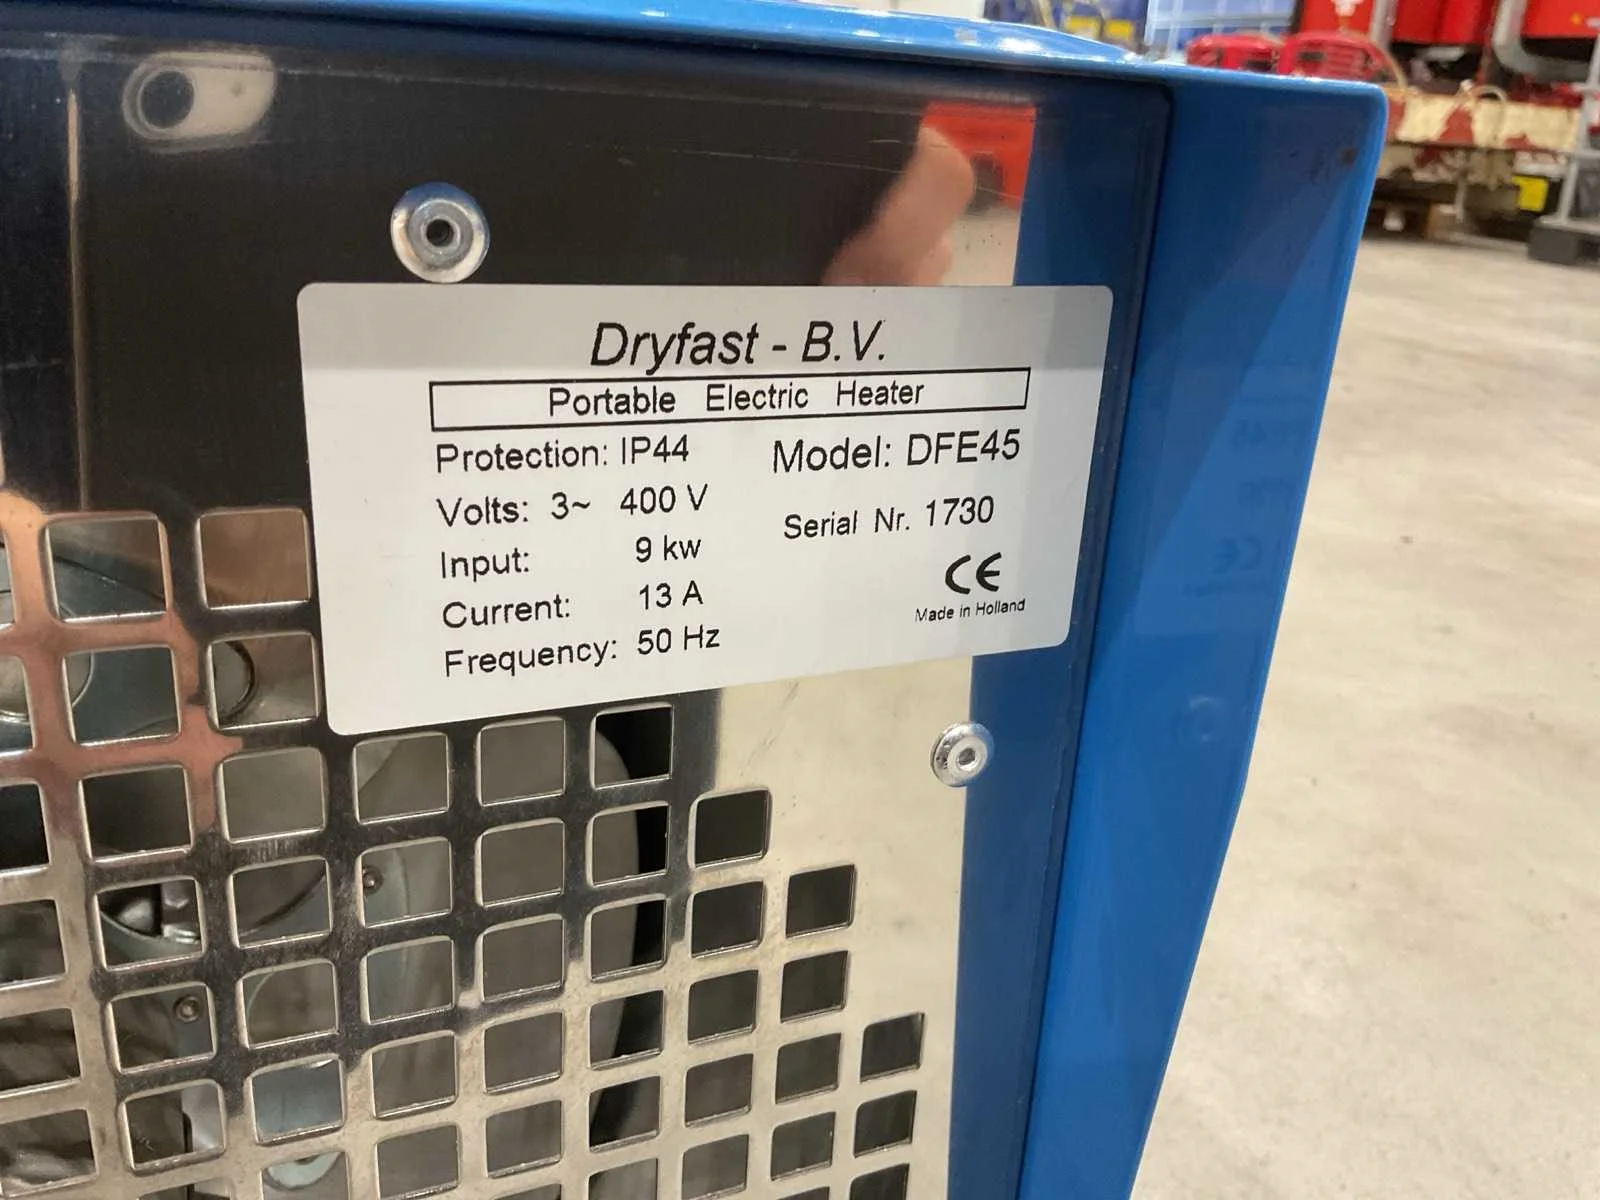 Dryfast - B.V.
Portable Electric Heater
Protection: IP44
Model: DFE45
Volts: 3~ 400 V
Serial Nr. 1730
Input: 9 kw
Current: 13 A
CE
Made in Holland
Frequency: 50 Hz